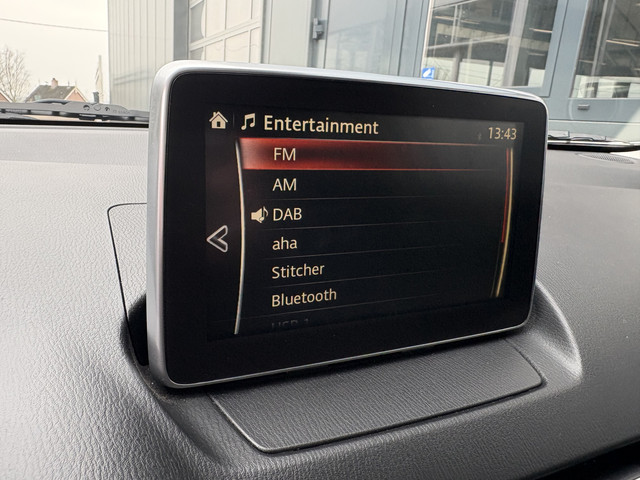 Entertainment
13:43
FM
AM
DAB
aha
Stitcher
Bluetooth